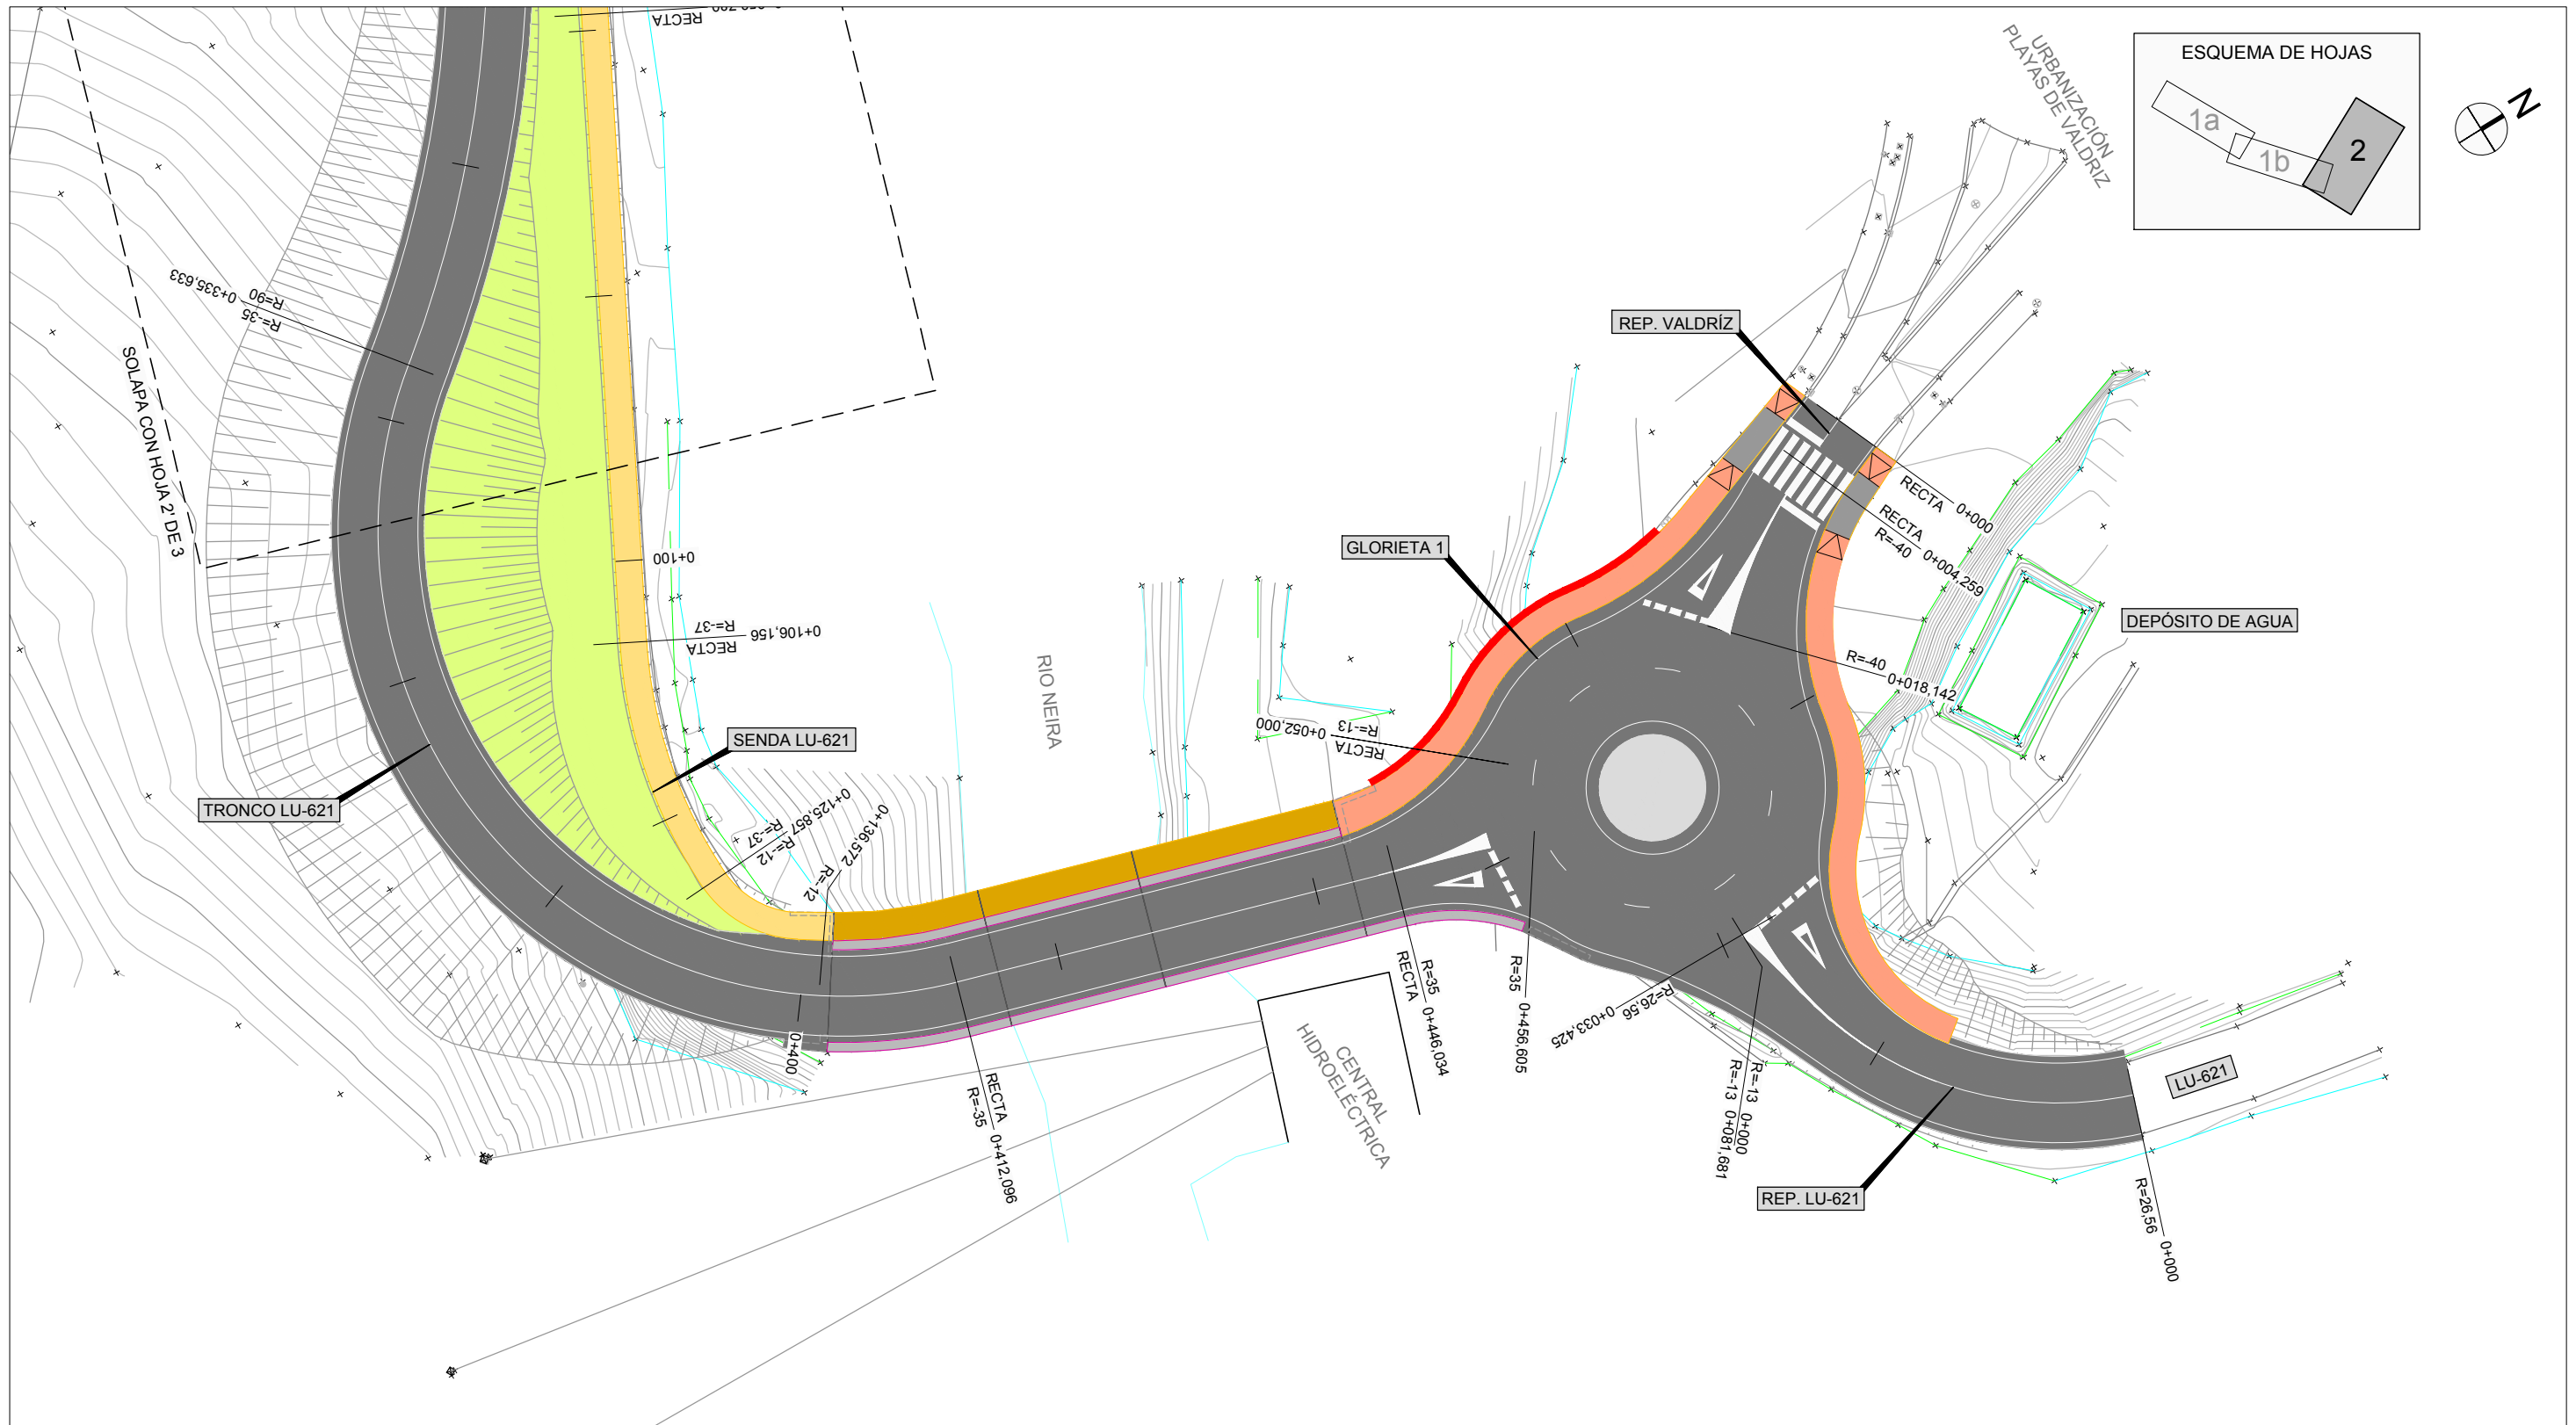 RECTA
URBANIZACIÓN
PLAYAS DE VALDRIZ
ESQUEMA DE HOJAS
1a
1b
2
N
0+335,633
R=90
R=-35
SOLAPA CON HOJA 2' DE 3
REP. VALDRÍZ
RECTA 0+000
RECTA
R=-40 0+004,259
GLORIETA 1
0+100
DEPÓSITO DE AGUA
0+106,156
R=-37
RECTA
R=-40
0+018,142
RIO NEIRA
0+052,000
R=-13
RECTA
SENDA LU-621
TRONCO LU-621
0+125,857
R=-37
R=-12
0+136,572
R=-12
0+400
RECTA
R=-35 0+412,096
CENTRAL
HIDROELÉCTRICA
R=35
RECTA 0+446,034
R=35 0+456,605
0+033,425
R=26,56
R=-13 0+000
R=-13 0+081,681
LU-621
REP. LU-621
R=26,56 0+000